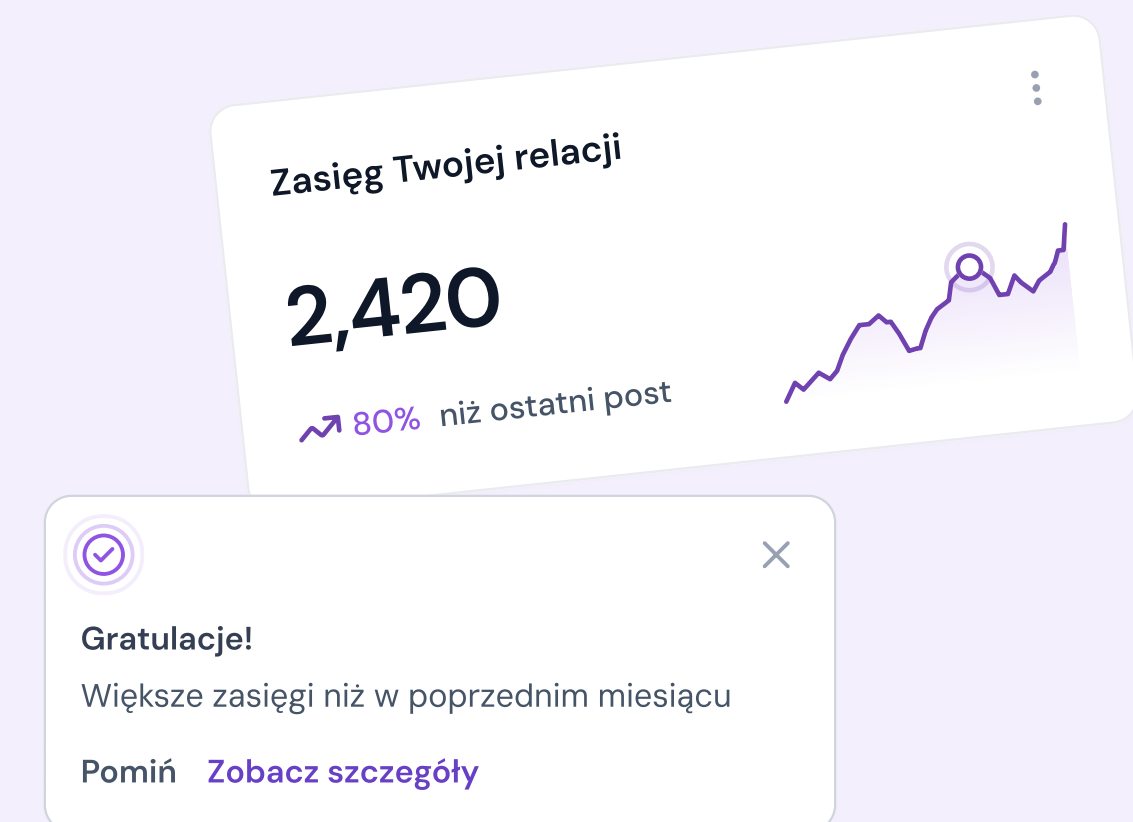 Zasięg Twojej relacji
2,420
80% niż ostatni post
Gratulacje!
Większe zasięgi niż w poprzednim miesiącu
Pomiń Zobacz szczegóły